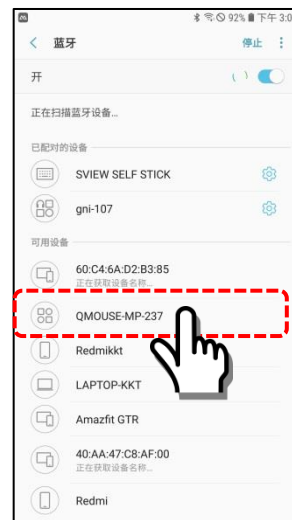 92% 下午 3:0
蓝牙 停止
开
正在扫描蓝牙设备...
已配对的设备
SVIEW SELF STICK
gni-107
可用设备
60:C4:6A:D2:B3:85
正在获取设备名称...
QMOUSE-MP-237
Redmikkt
LAPTOP-KKT
Amazfit GTR
40:AA:47:C8:AF:00
正在获取设备名称...
Redmi